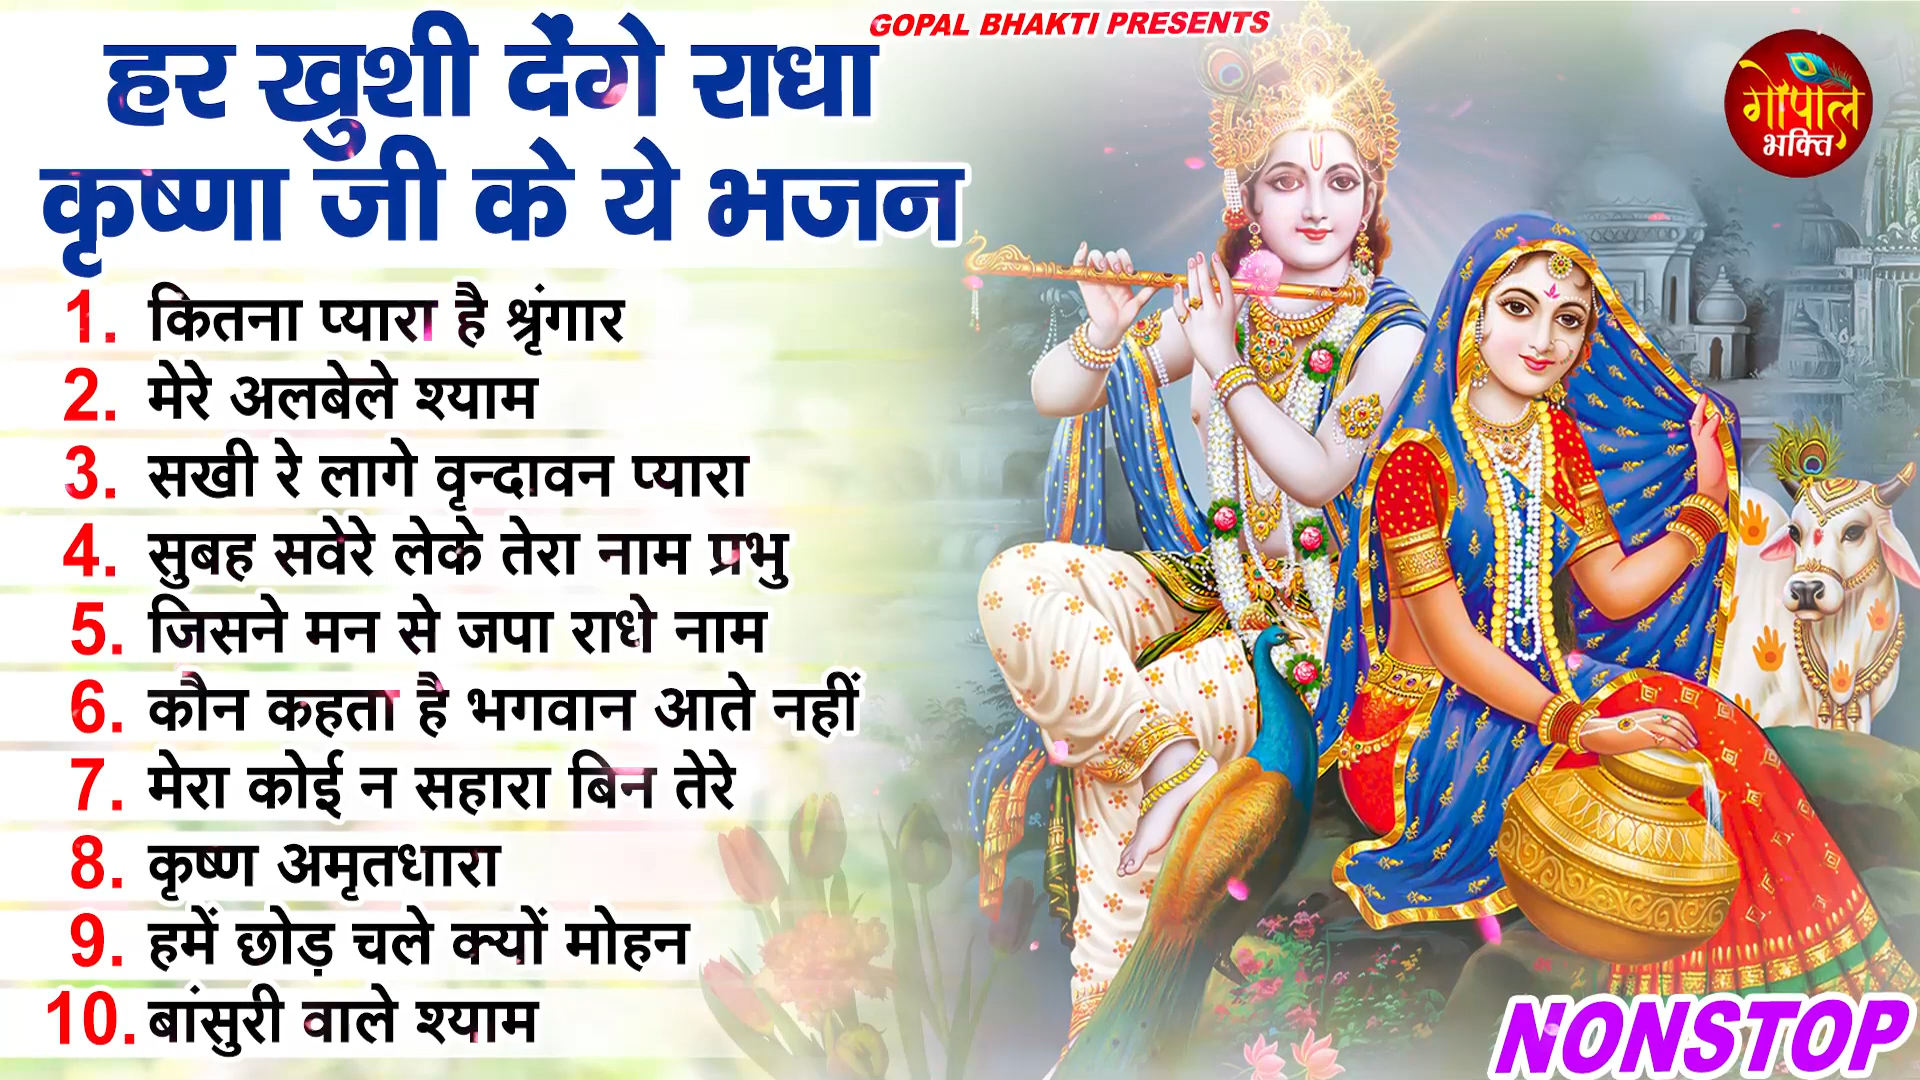 GOPAL BHAKTI PRESENTS
हर खुशी देंगे राधा
कृष्णा जी के ये भजन
गोपाल
भक्ति
1. कितना प्यारा है श्रृंगार
2. मेरे अलबेले श्याम
3. सखी रे लागे वृन्दावन प्यारा
4. सुबह सवेरे लेके तेरा नाम प्रभु
5. जिसने मन से जपा राधे नाम
6. कौन कहता है भगवान आते नहीं
7. मेरा कोई न सहारा बिन तेरे
8. कृष्ण अमृतधारा
9. हमें छोड़ चले क्यों मोहन
10. बांसुरी वाले श्याम
NONSTOP